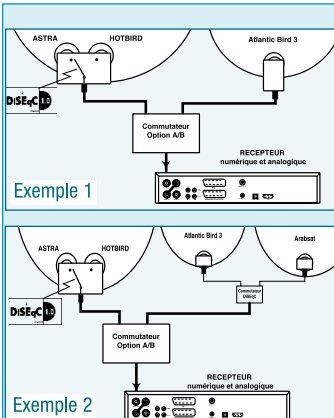 ASTRA HOTBIRD Atlantic Bird 3
DiSEqC 1.0
Commutateur
Option A/B
RECEPTEUR
numérique et analogique
Exemple 1
Atlantic Bird 3 Arabsat
ASTRA HOTBIRD
Commutateur
DiSEqC
DiSEqC 1.0
Commutateur
Option A/B
RECEPTEUR
numérique et analogique
Exemple 2